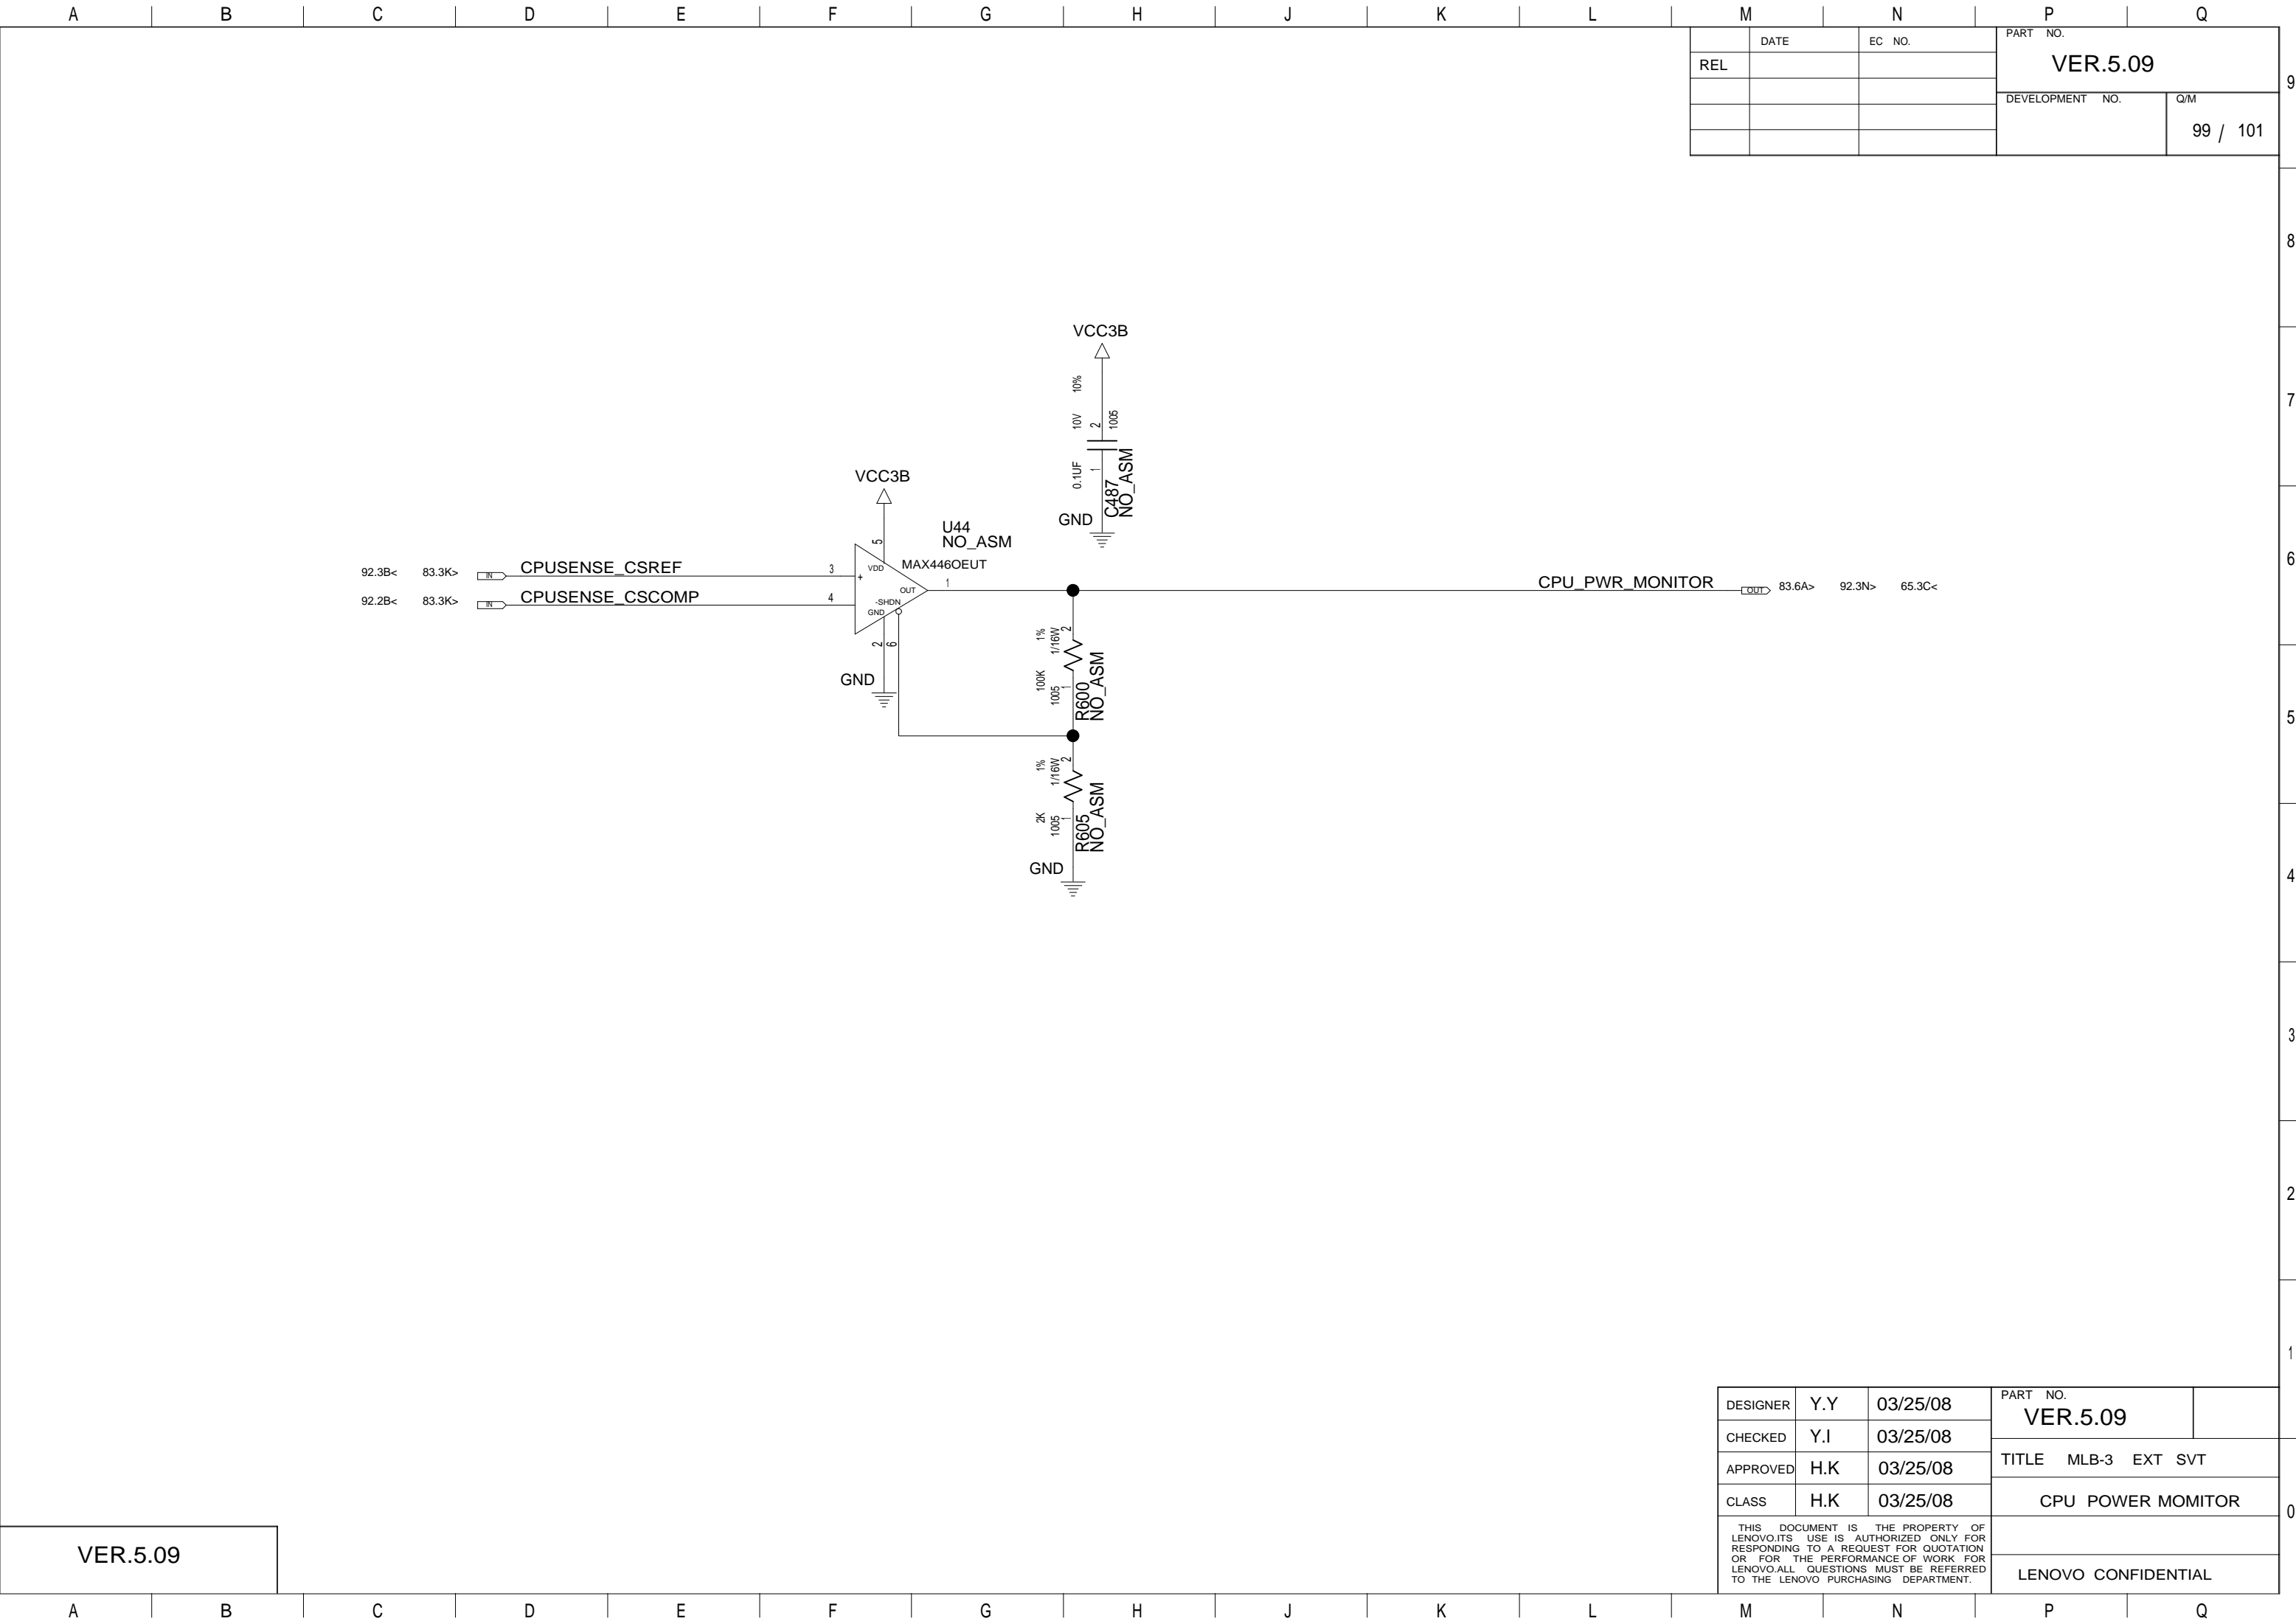 A B C D E F G H J K L M N P Q
DATE EC NO. PART NO.
REL VER.5.09
DEVELOPMENT NO. Q/M
99 / 101
9
8
7
6
5
4
3
2
1
0
VCC3B
10%
10V 2 1005
0.1UF 1
C487
NO_ASM
GND
VCC3B
U44
NO_ASM
MAX446OEUT
5
VDD
92.3B< 83.3K> IN CPUSENSE_CSREF 3 +
92.2B< 83.3K> IN CPUSENSE_CSCOMP 4
OUT 1
-SHDN
GND
2 6
GND
CPU_PWR_MONITOR OUT 83.6A> 92.3N> 65.3C<
1%
1/16W 2
100K
1005 1
R600
NO_ASM
1%
1/16W 2
2K
1005 1
R605
NO_ASM
GND
DESIGNER Y.Y 03/25/08
CHECKED Y.I 03/25/08
APPROVED H.K 03/25/08
CLASS H.K 03/25/08
PART NO.
VER.5.09
TITLE MLB-3 EXT SVT
CPU POWER MOMITOR
THIS DOCUMENT IS THE PROPERTY OF
LENOVO.ITS USE IS AUTHORIZED ONLY FOR
RESPONDING TO A REQUEST FOR QUOTATION
OR FOR THE PERFORMANCE OF WORK FOR
LENOVO.ALL QUESTIONS MUST BE REFERRED
TO THE LENOVO PURCHASING DEPARTMENT.
LENOVO CONFIDENTIAL
VER.5.09
A B C D E F G H J K L M N P Q